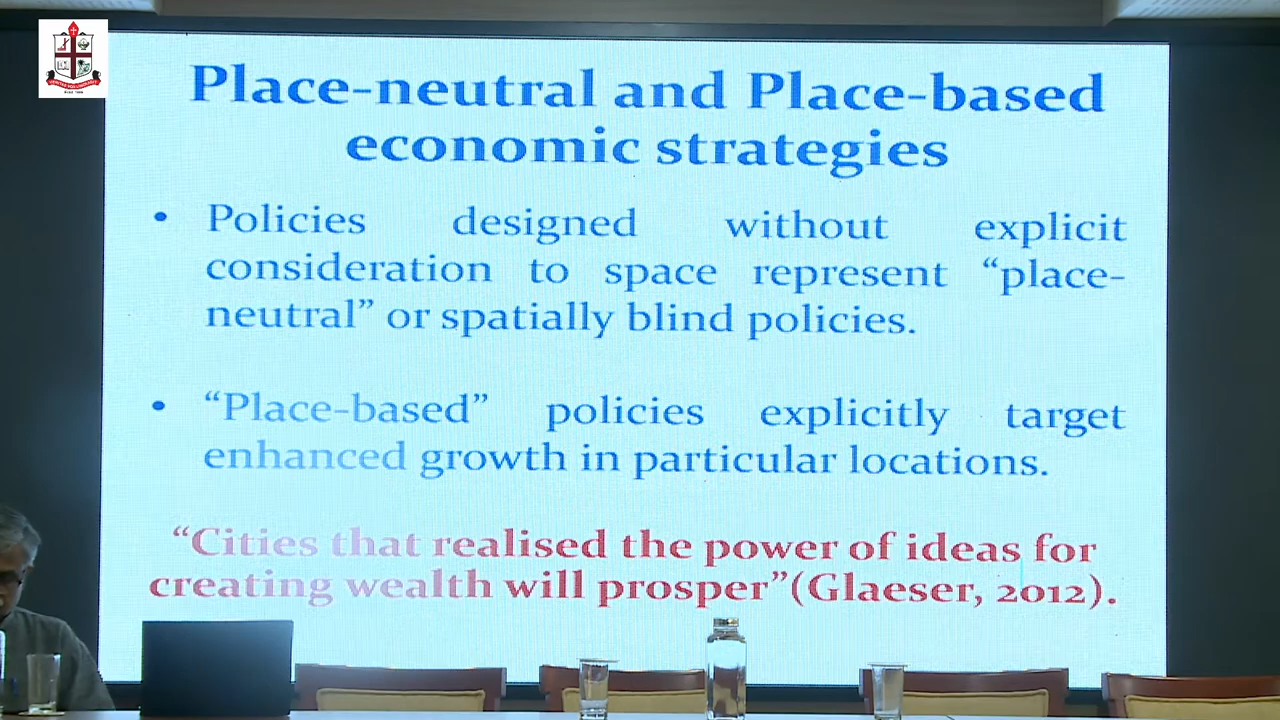 Place-neutral and Place-based
economic strategies
• Policies designed without explicit
consideration to space represent “place-
neutral” or spatially blind policies.
• “Place-based” policies explicitly target
enhanced growth in particular locations.
“Cities that realised the power of ideas for
creating wealth will prosper”(Glaeser, 2012).